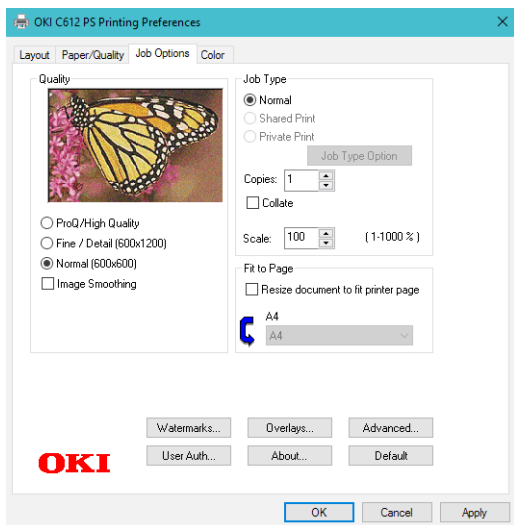 OKI C612 PS Printing Preferences
Layout Paper/Quality Job Options Color
Quality
ProQ/High Quality
Fine / Detail (600x1200)
Normal (600x600)
Image Smoothing
Job Type
Normal
Shared Print
Private Print
Job Type Option
Copies: 1
Collate
Scale: 100 (1-1000 %)
Fit to Page
Resize document to fit printer page
A4
A4
Watermarks... Overlays... Advanced...
OKI User Auth... About... Default
OK Cancel Apply